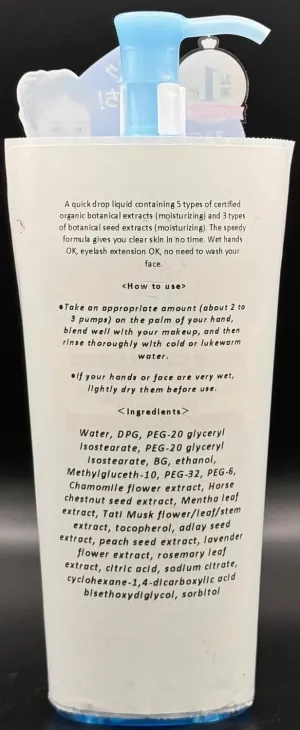 1
A quick drop liquid containing 5 types of certified
organic botanical extracts (moisturizing) and 3 types
of botanical seed extracts (moisturizing). The speedy
formula gives you clear skin in no time. Wet hands
OK, eyelash extension OK, no need to wash your
face.
<How to use>
●Take an appropriate amount (about 2 to
3 pumps) on the palm of your hand,
blend well with your makeup, and then
rinse thoroughly with cold or lukewarm
water.
●If your hands or face are very wet,
lightly dry them before use.
<Ingredients>
Water, DPG, PEG-20 glyceryl
isostearate, PEG-20 glyceryl
isostearate, BG, ethanol,
Methylgluceth-10, PEG-32, PEG-6,
Chamomile flower extract, Horse
chestnut seed extract, Mentha leaf
extract, Tati Musk flower/leaf/stem
extract, tocopherol, adlay seed
extract, peach seed extract, lavender
flower extract, rosemary leaf
extract, citric acid, sodium citrate,
cyclohexane-1,4-dicarboxylic acid
bisethoxydiglycol, sorbitol